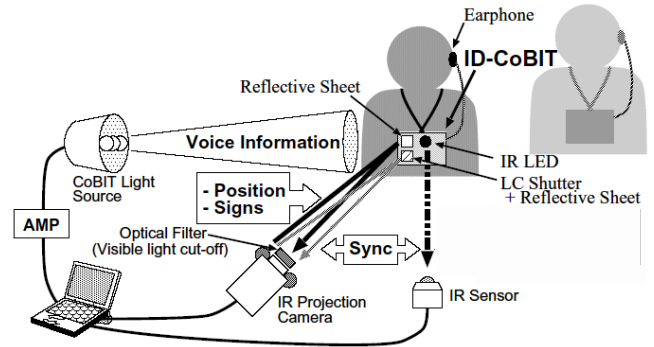 Earphone
ID-CoBIT
Reflective Sheet
Voice Information
IR LED
LC Shutter
+ Reflective Sheet
CoBIT Light
Source
- Position
- Signs
AMP
Optical Filter
(Visible light cut-off)
Sync
IR Projection
Camera
IR Sensor